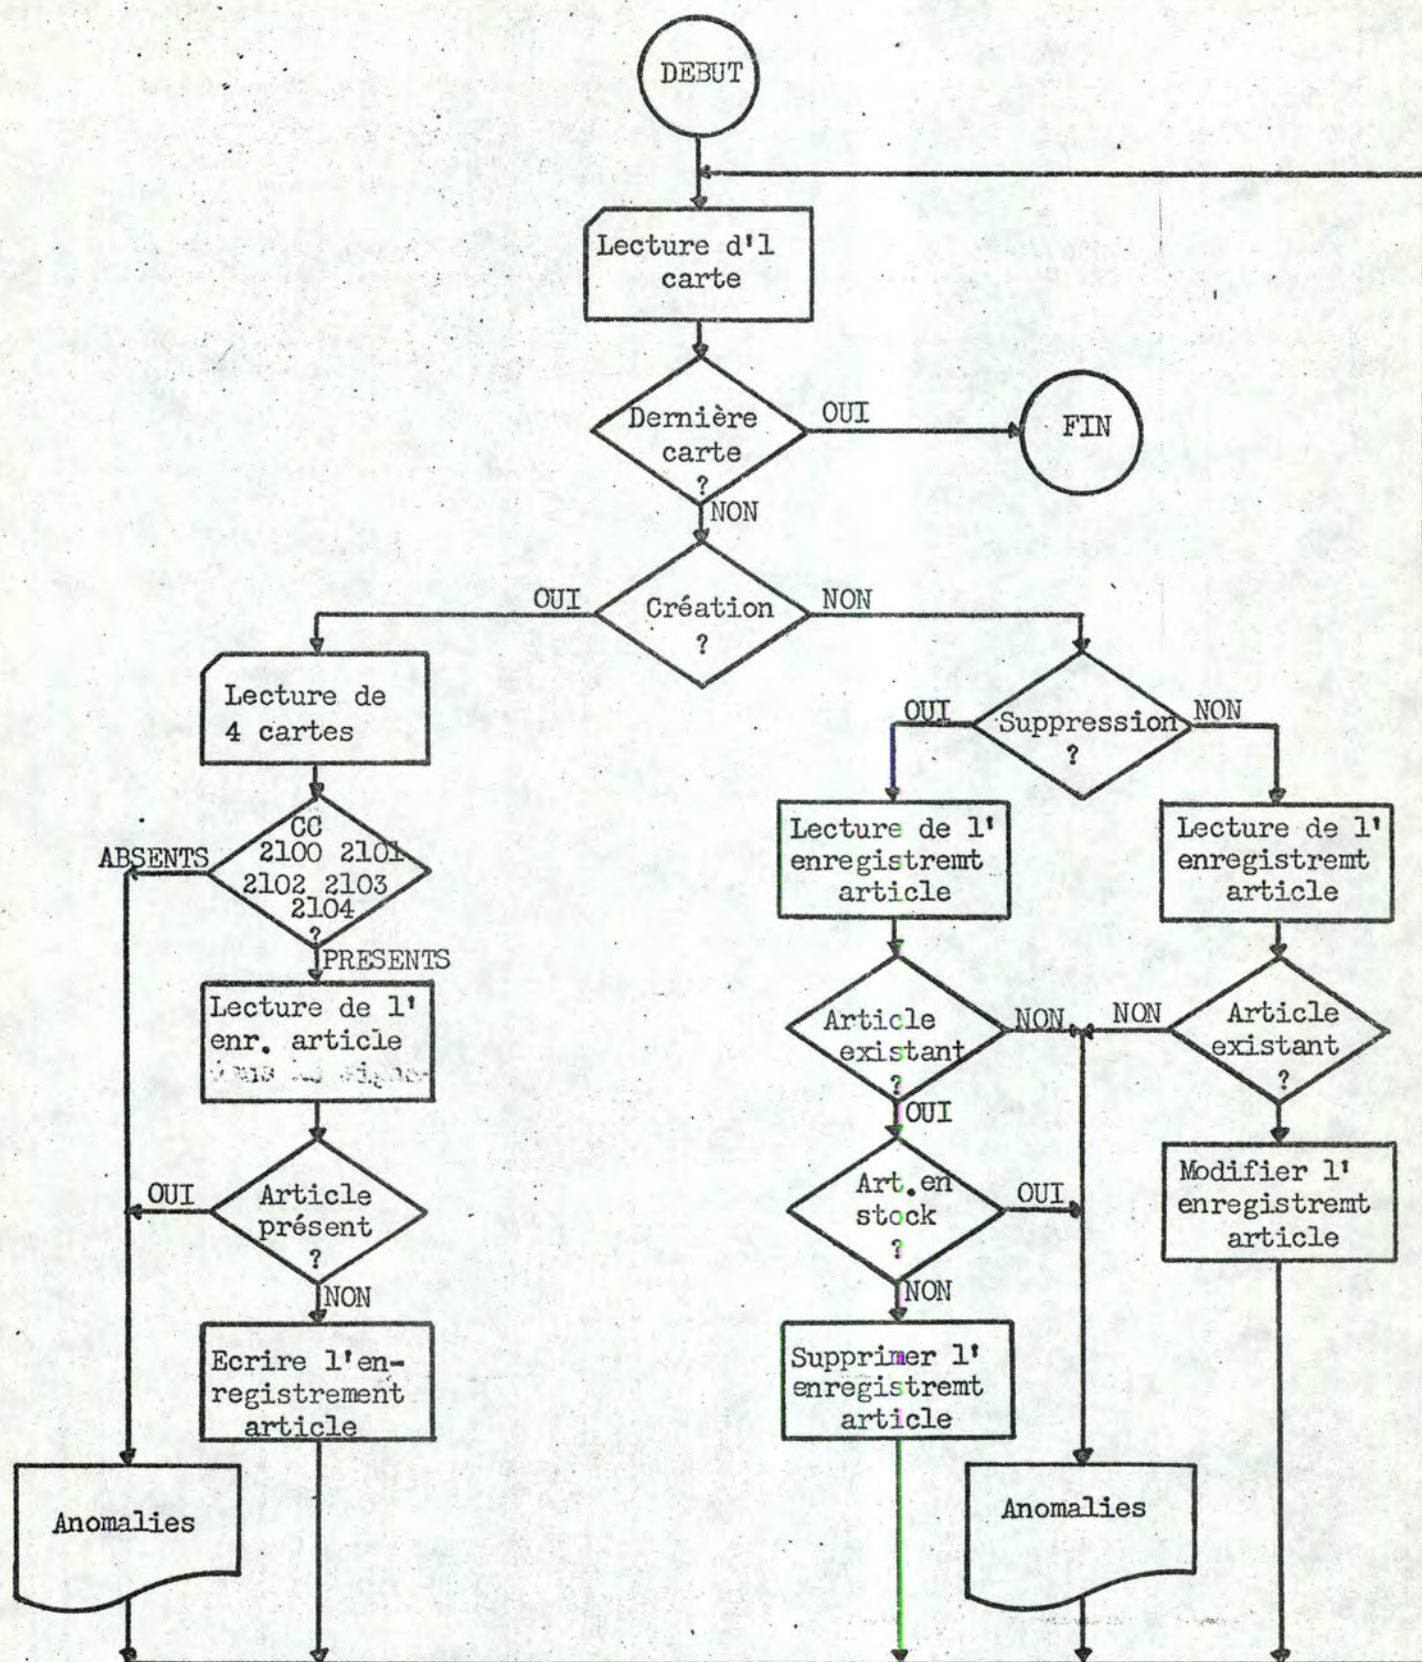 DEBUT
Lecture d'1
carte
Dernière
carte
?
OUI
FIN
NON
Création
?
OUI
NON
Lecture de
4 cartes
Suppression
?
OUI
NON
CC
2100 2101
2102 2103
2104
?
ABSENTS
PRESENTS
Lecture de l'
enregistremt
article
Lecture de l'
enregistremt
article
Lecture de l'
enr. article
Article
existant
?
NON
NON
Article
existant
?
OUI
Article
présent
?
OUI
NON
Art.en
stock
?
OUI
NON
Modifier l'
enregistremt
article
Ecrire l'en-
registrement
article
Supprimer l'
enregistremt
article
Anomalies
Anomalies